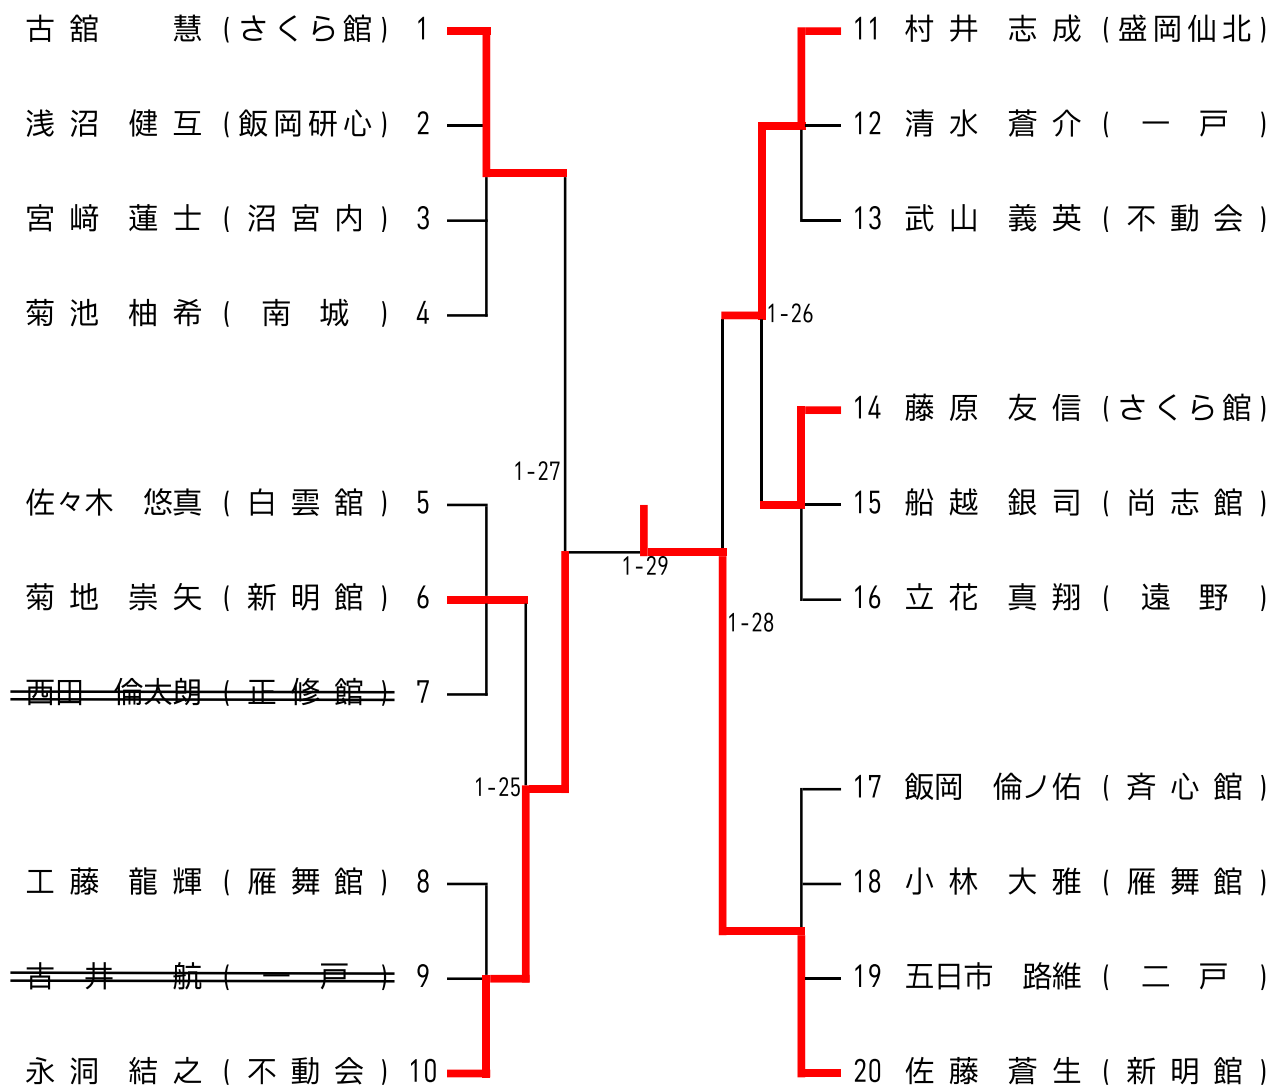 古舘　慧(さくら館) 1
浅沼　健互(飯岡研心) 2
宮﨑　蓮士(沼宮内) 3
菊池　柚希(南城) 4
1-27
佐々木　悠真(白雲舘) 5
菊地　崇矢(新明館) 6
西田　倫太朗(正修館) 7
1-25
工藤　龍輝(雁舞館) 8
古井　航(一戸) 9
永洞　結之(不動会) 10
1-29
11 村井　志成(盛岡仙北)
12 清水　蒼介(一戸)
13 武山　義英(不動会)
1-26
14 藤原　友信(さくら館)
15 船越　銀司(尚志館)
16 立花　真翔(遠野)
1-28
17 飯岡　倫ノ佑(斉心館)
18 小林　大雅(雁舞館)
19 五日市　路維(二戸)
20 佐藤　蒼生(新明館)